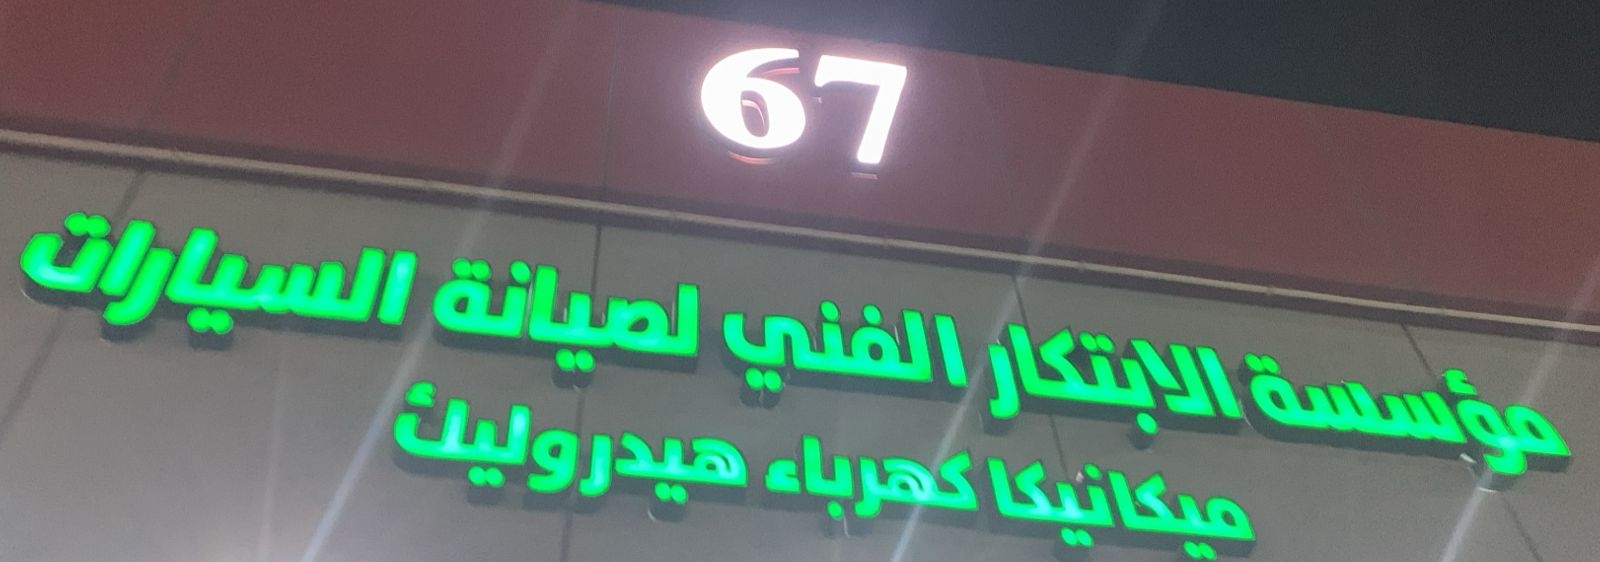 67
مؤسسة الابتكار الفني لصيانة السيارات
ميكانيكا كهرباء هيدروليك